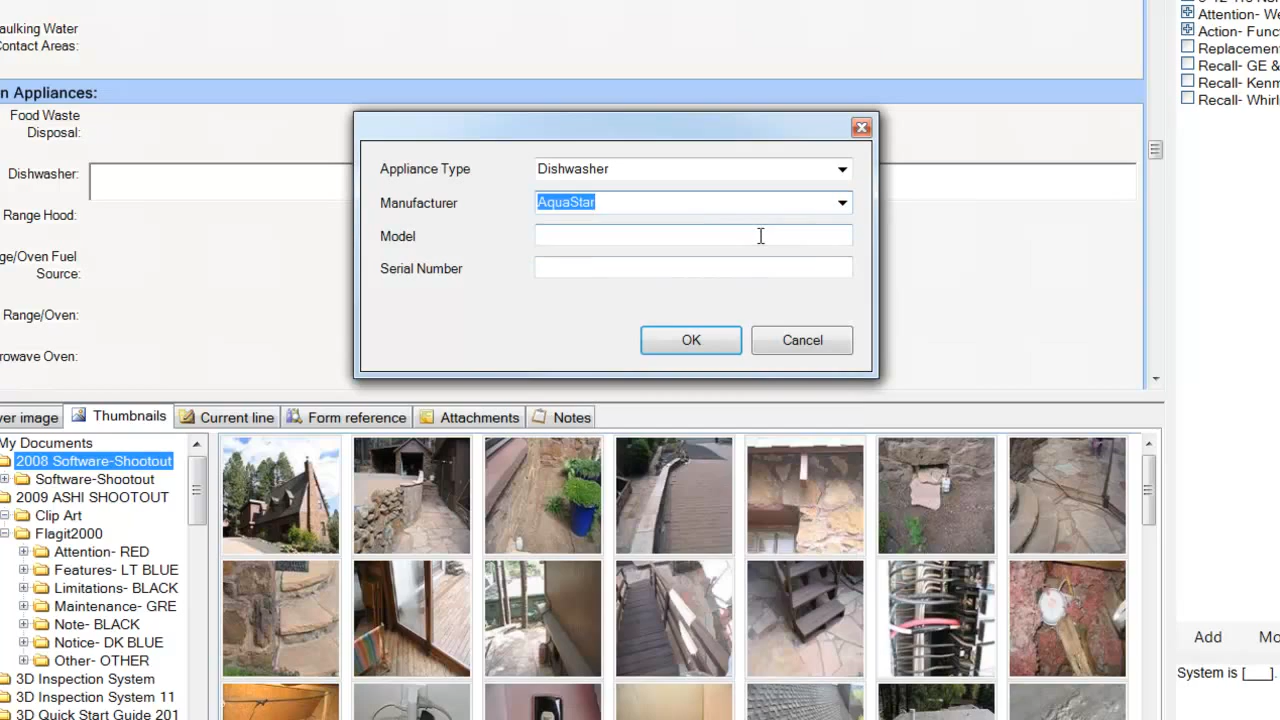 aulking Water
Contact Areas:
n Appliances:
Food Waste
Disposal:
Dishwasher:
Range Hood:
ge/Oven Fuel
Source:
Range/Oven:
rowave Oven:
Appliance Type
Dishwasher
Manufacturer
AquaStar
Model
Serial Number
OK
Cancel
Attention- We
Action- Func
Replacemen
Recall- GE &
Recall- Kenm
Recall- Whirl
ver image
Thumbnails
Current line
Form reference
Attachments
Notes
My Documents
2008 Software-Shootout
Software-Shootout
2009 ASHI SHOOTOUT
Clip Art
Flagit2000
Attention- RED
Features- LT BLUE
Limitations- BLACK
Maintenance- GRE
Note- BLACK
Notice- DK BLUE
Other- OTHER
3D Inspection System
3D Inspection System 11
3D Quick Start Guide 201
Add
Mo
System is [___].